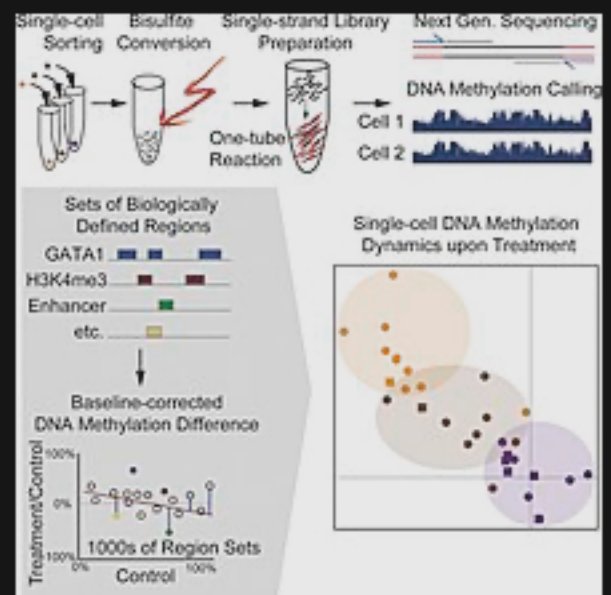 Single-cell
Sorting
Bisulfite
Conversion
Single-strand Library
Preparation
Next Gen. Sequencing
One-tube
Reaction
DNA Methylation Calling
Cell 1
Cell 2
Sets of Biologically
Defined Regions
GATA1
H3K4me3
Enhancer
etc.
Baseline-corrected
DNA Methylation Difference
Treatment/Control
100%
0%
-100%
1000s of Region Sets
0%
Control
100%
Single-cell DNA Methylation
Dynamics upon Treatment